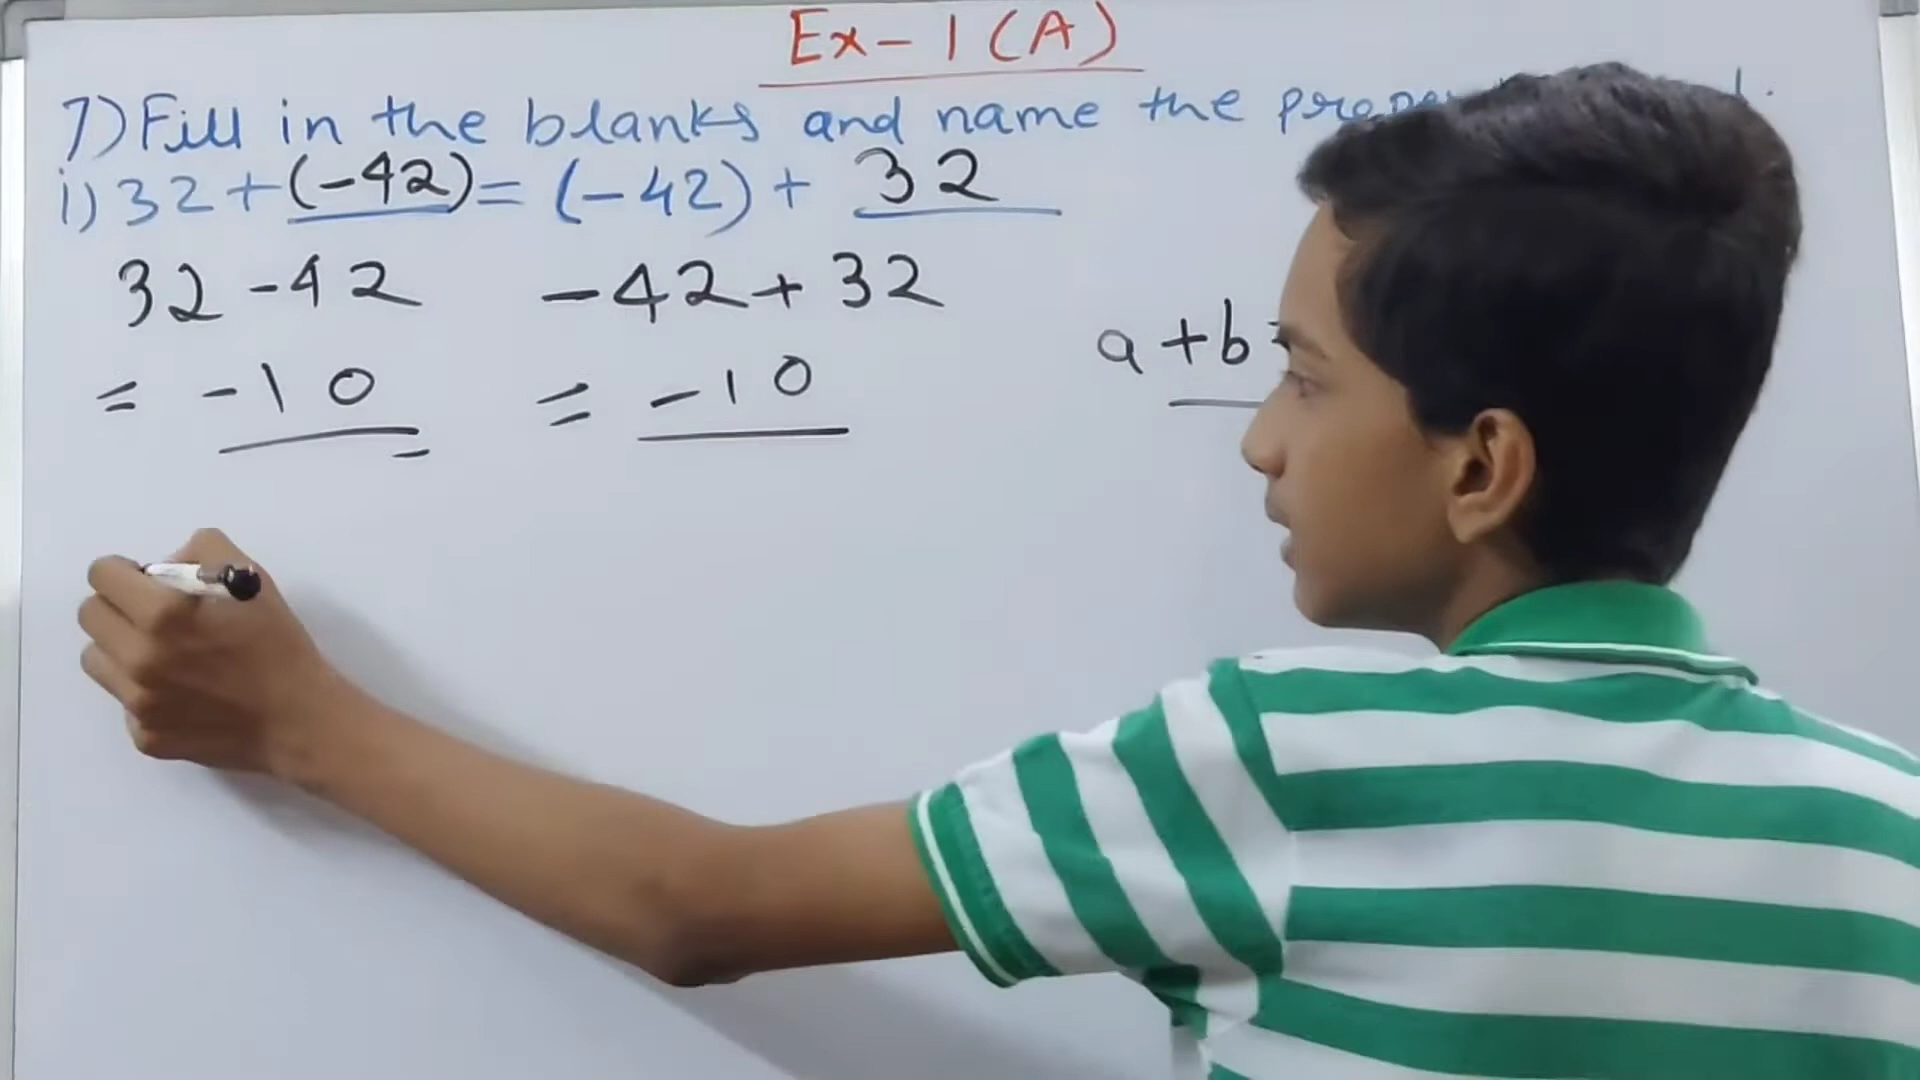 Ex-1(A)
7) Fill in the blanks and name the
i) 32 + (-42) = (-42) + 32
32 - 42 -42 + 32
a + b
= -10 = -10